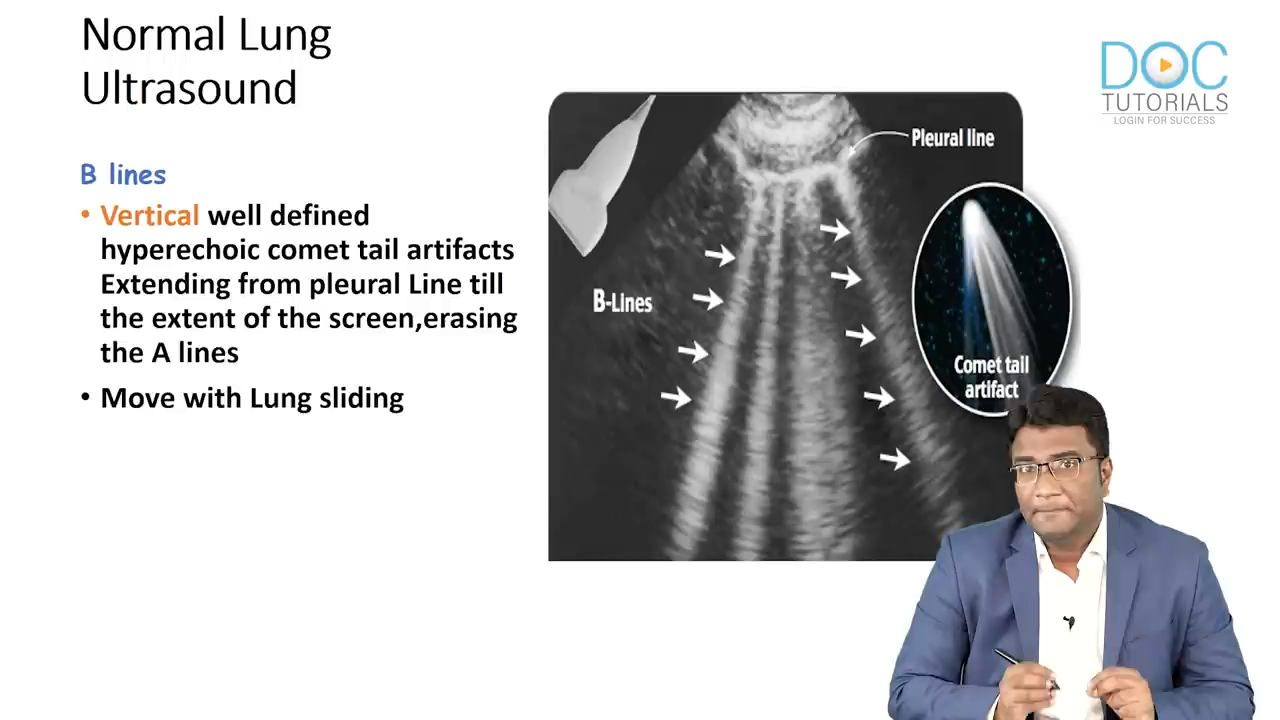 Normal Lung
Ultrasound
B lines
• Vertical well defined
hyperechoic comet tail artifacts
Extending from pleural Line till
the extent of the screen,erasing
the A lines
• Move with Lung sliding
Pleural line
B-Lines
Comet tail
artifact
DOC
TUTORIALS
LOGIN FOR SUCCESS